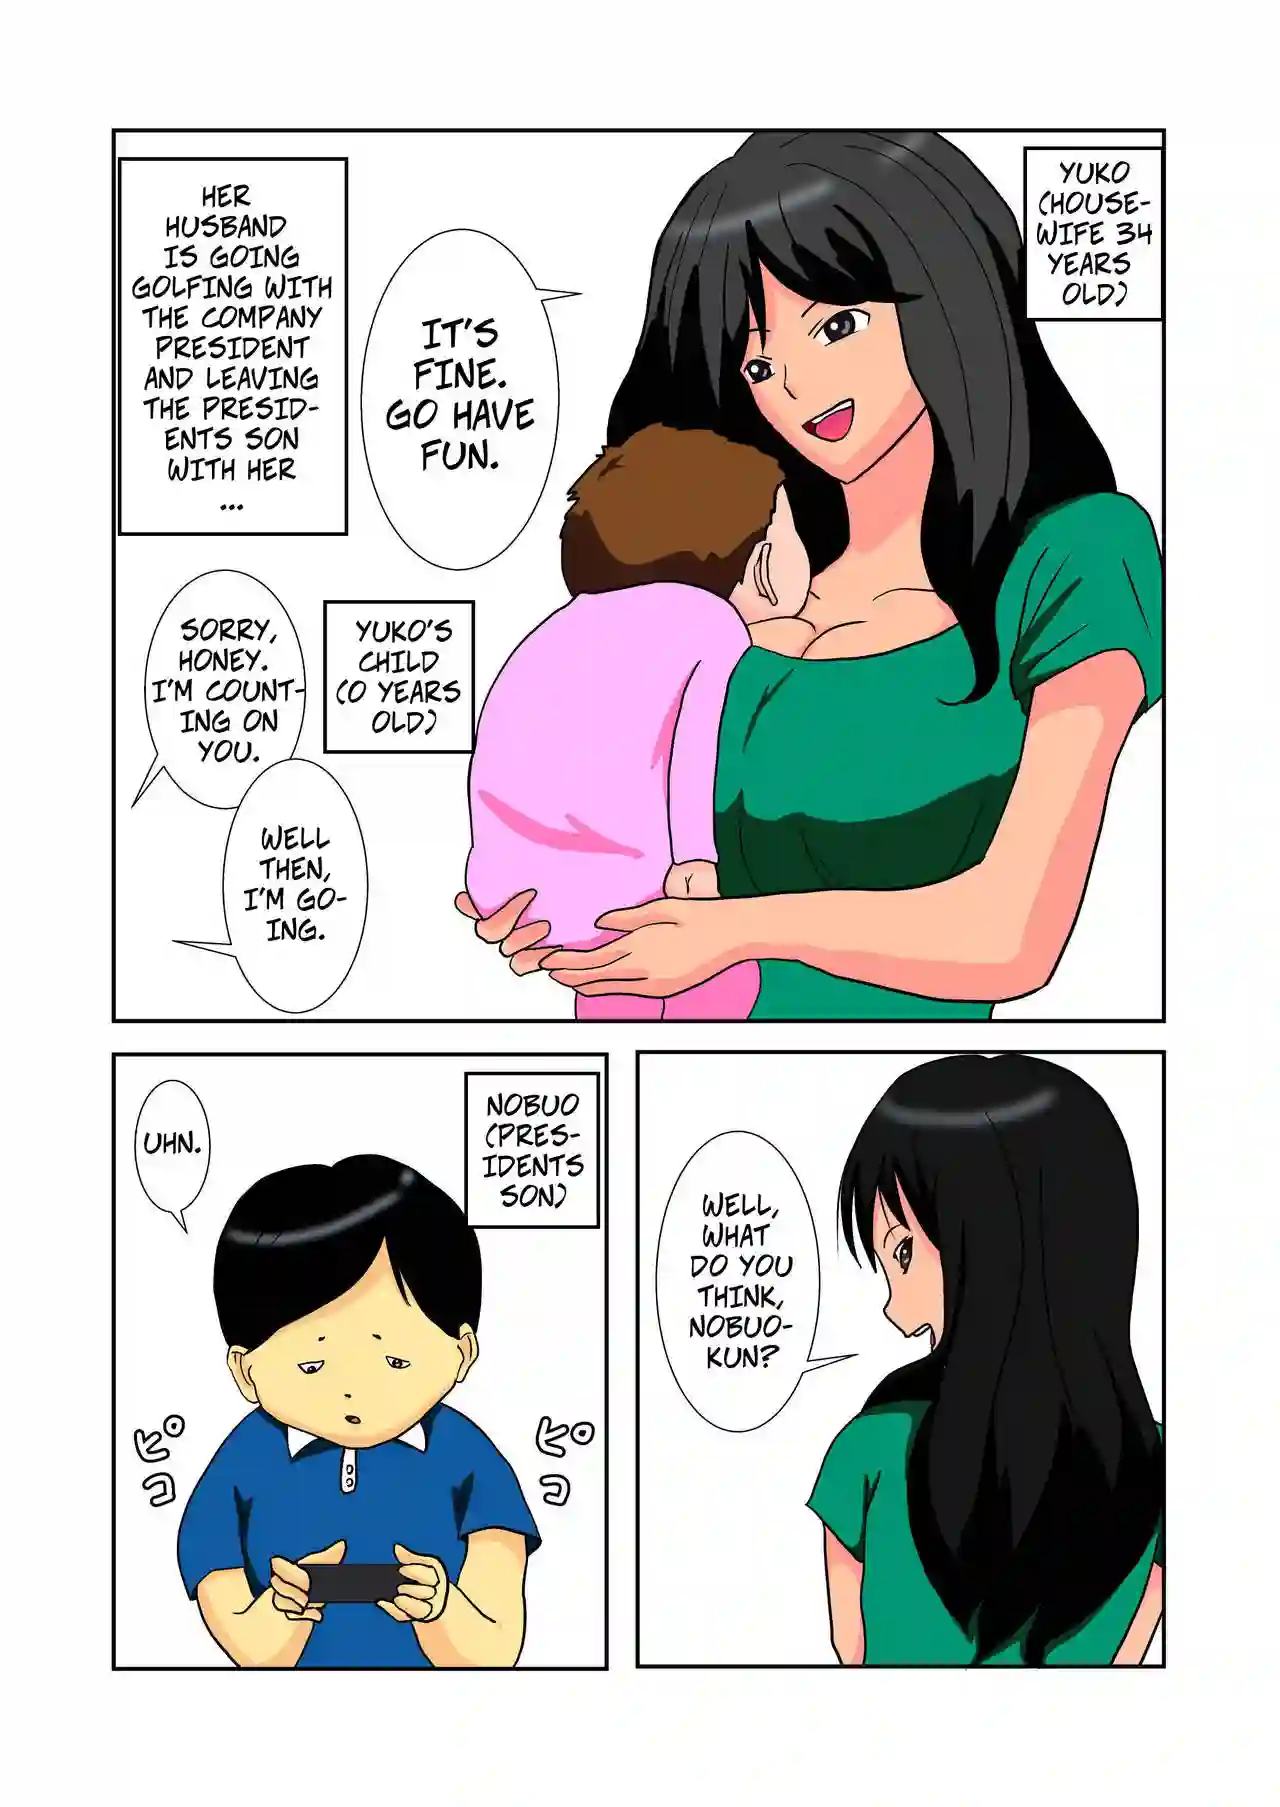 HER
HUSBAND
IS GOING
GOLFING WITH
THE COMPANY
PRESIDENT
AND LEAVING
THE PRESID-
ENTS SON
WITH HER
...
IT'S
FINE.
GO HAVE
FUN.
YUKO
(HOUSE-
WIFE 34
YEARS
OLD)
SORRY,
HONEY.
I'M COUNT-
ING ON
YOU.
YUKO'S
CHILD
(0 YEARS
OLD)
WELL
THEN,
I'M GO-
ING.
UHN.
NOBUO
(PRES-
IDENTS
SON)
ピコ
ピコ
WELL,
WHAT
DO YOU
THINK,
NOBUO-
KUN?